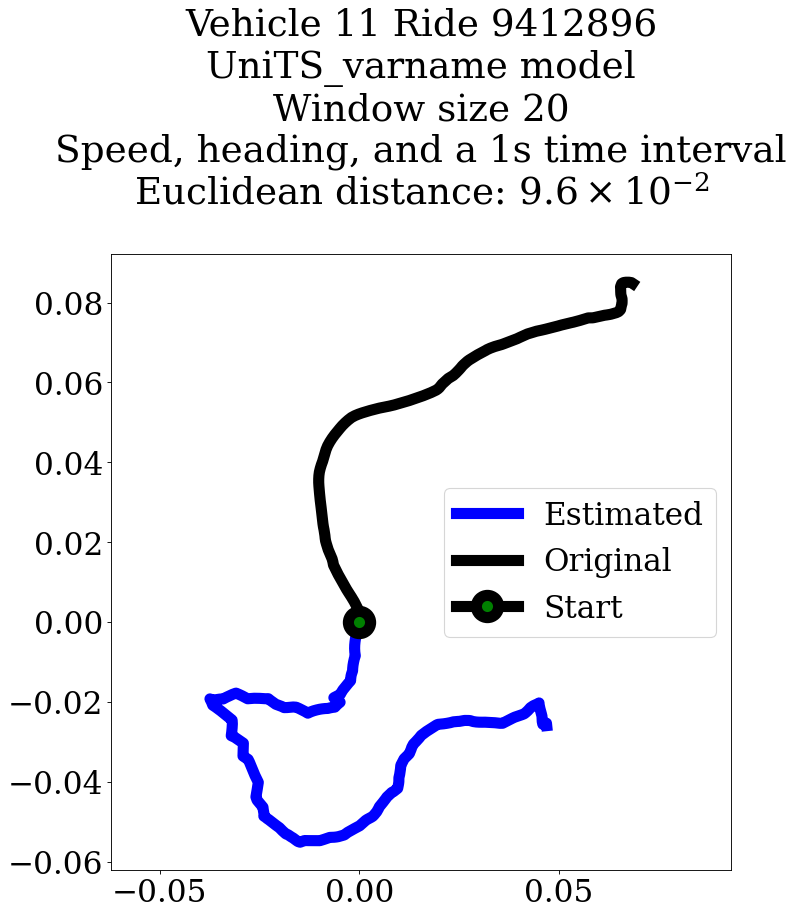 Vehicle 11 Ride 9412896
UniTS_varname model
Window size 20
Speed, heading, and a 1s time interval
Euclidean distance: 9.6 × 10⁻²
0.08
0.06
0.04
0.02
0.00
−0.02
−0.04
−0.06
Estimated
Original
Start
−0.05 0.00 0.05